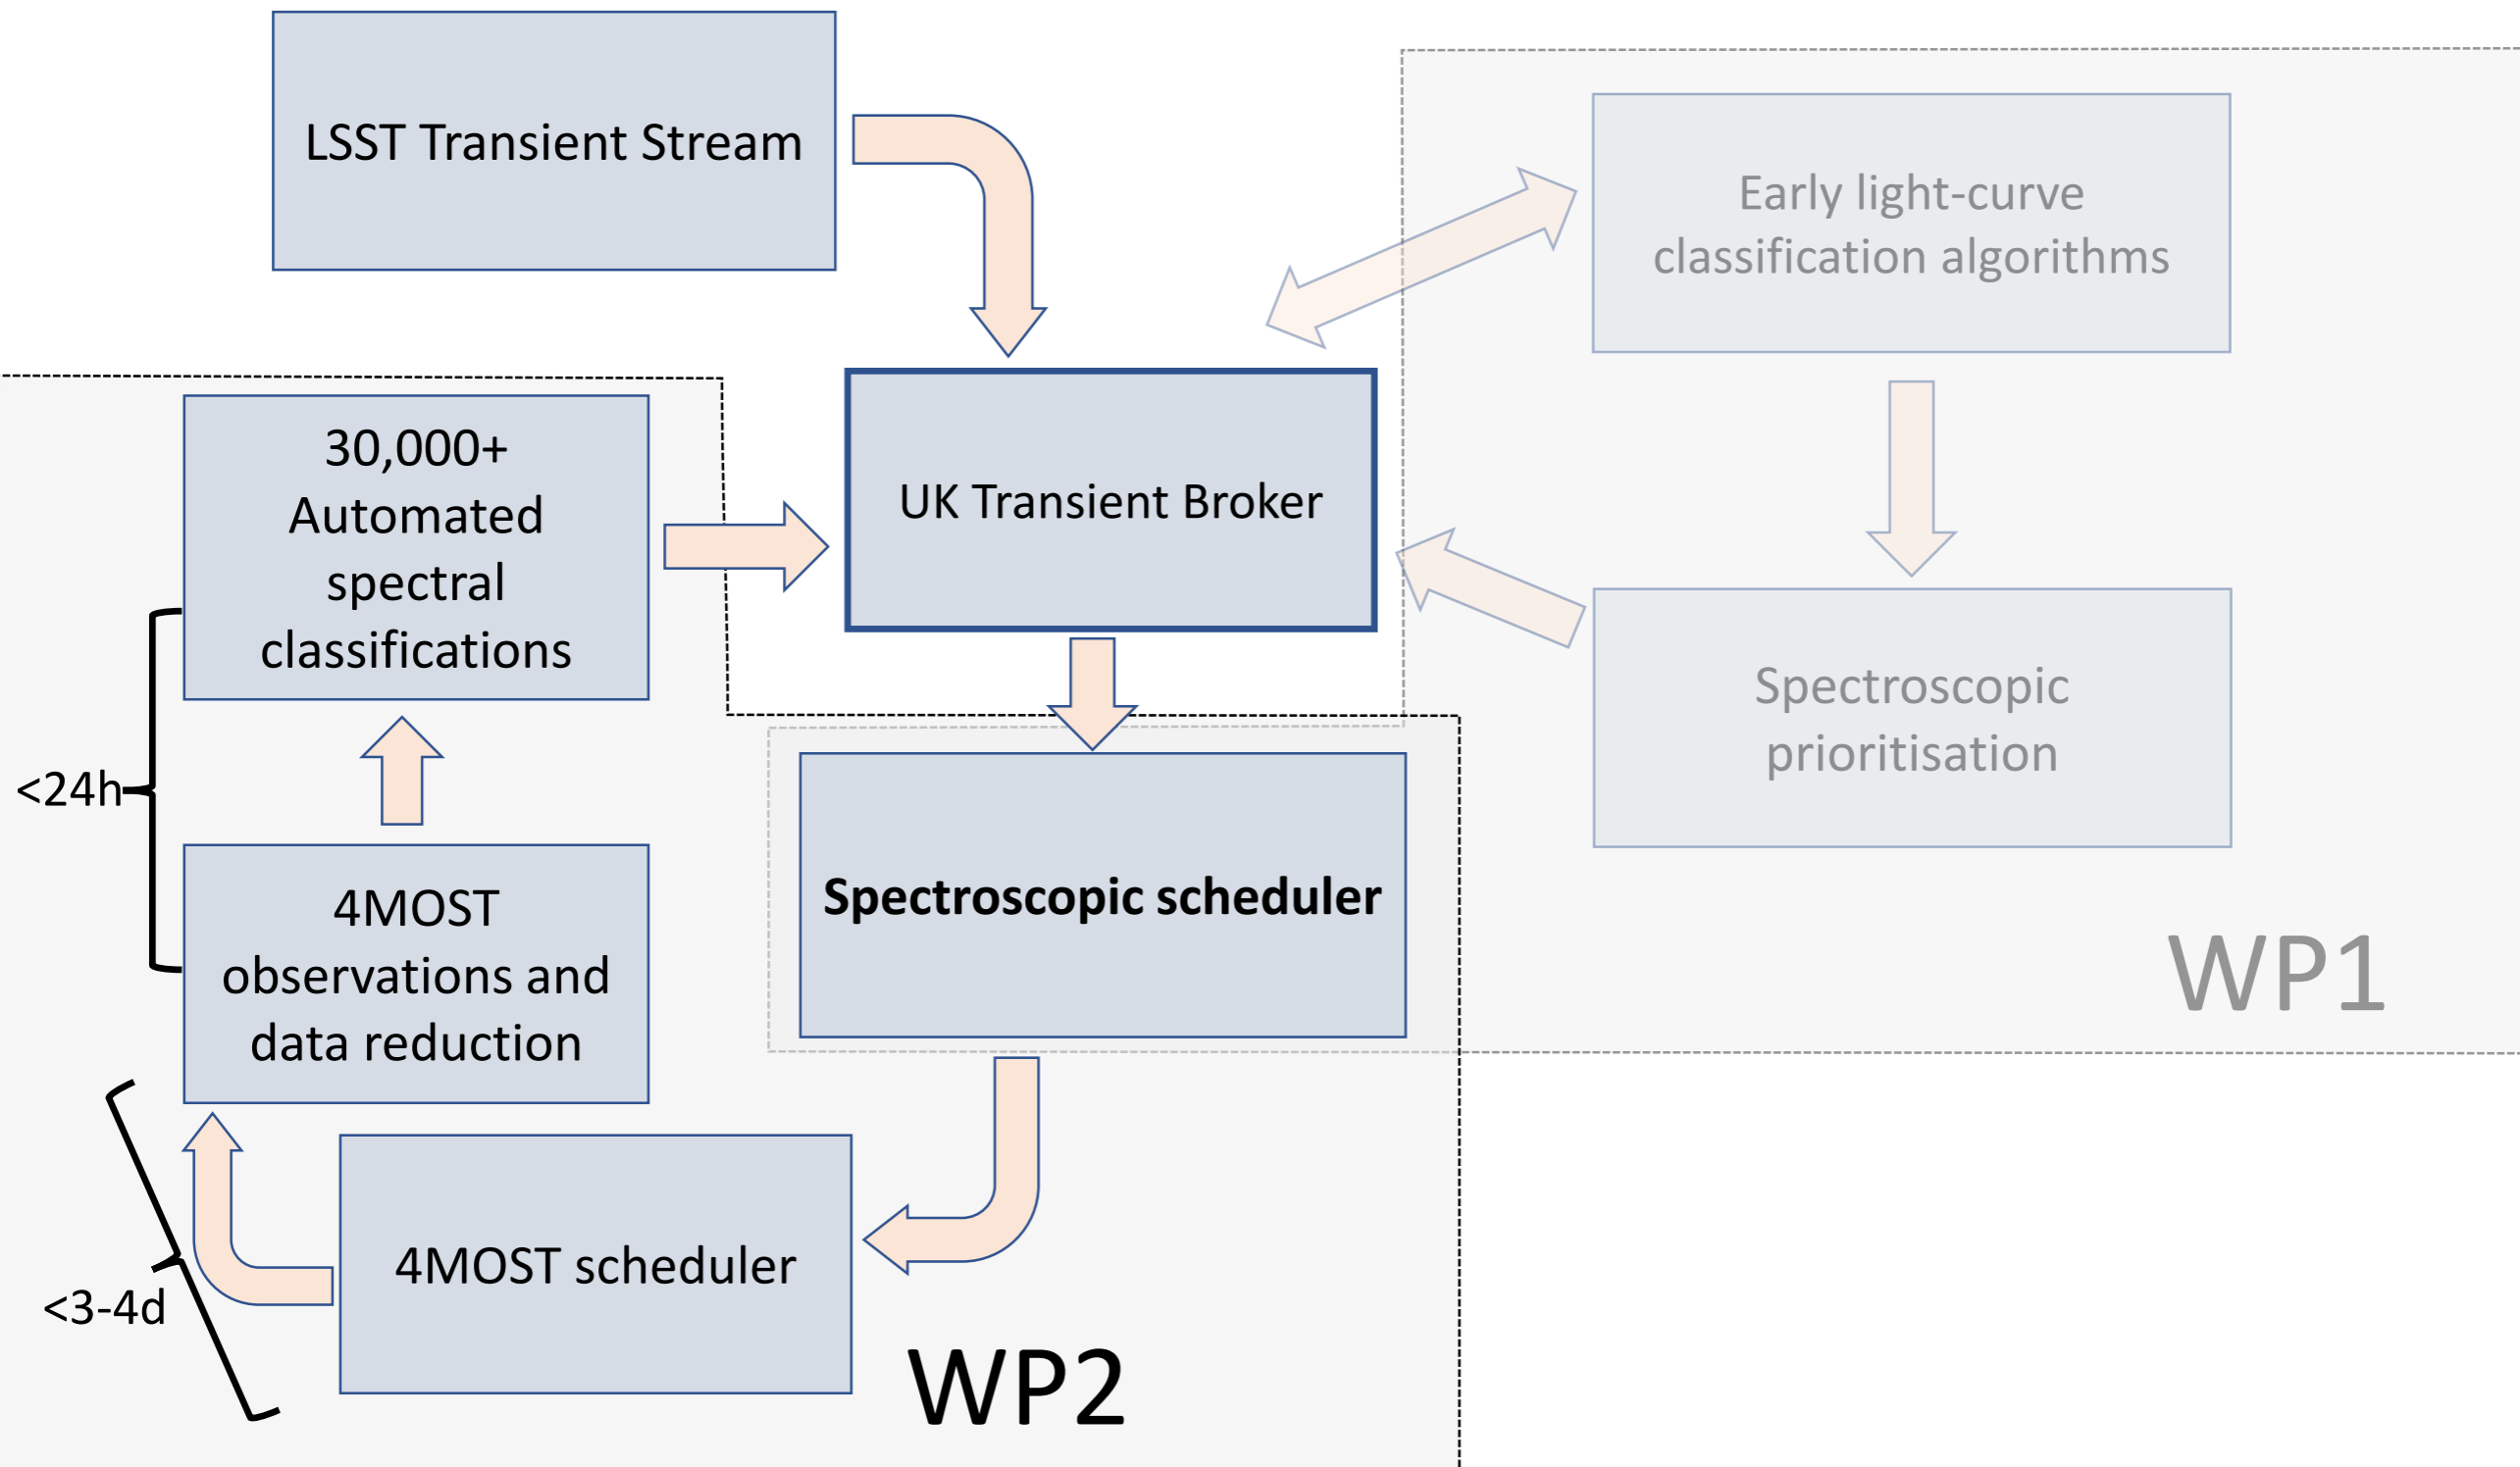 LSST Transient Stream
Early light-curve
classification algorithms
30,000+
Automated
spectral
classifications
UK Transient Broker
Spectroscopic
prioritisation
<24h
Spectroscopic scheduler
4MOST
observations and
data reduction
WP1
4MOST scheduler
<3-4d
WP2